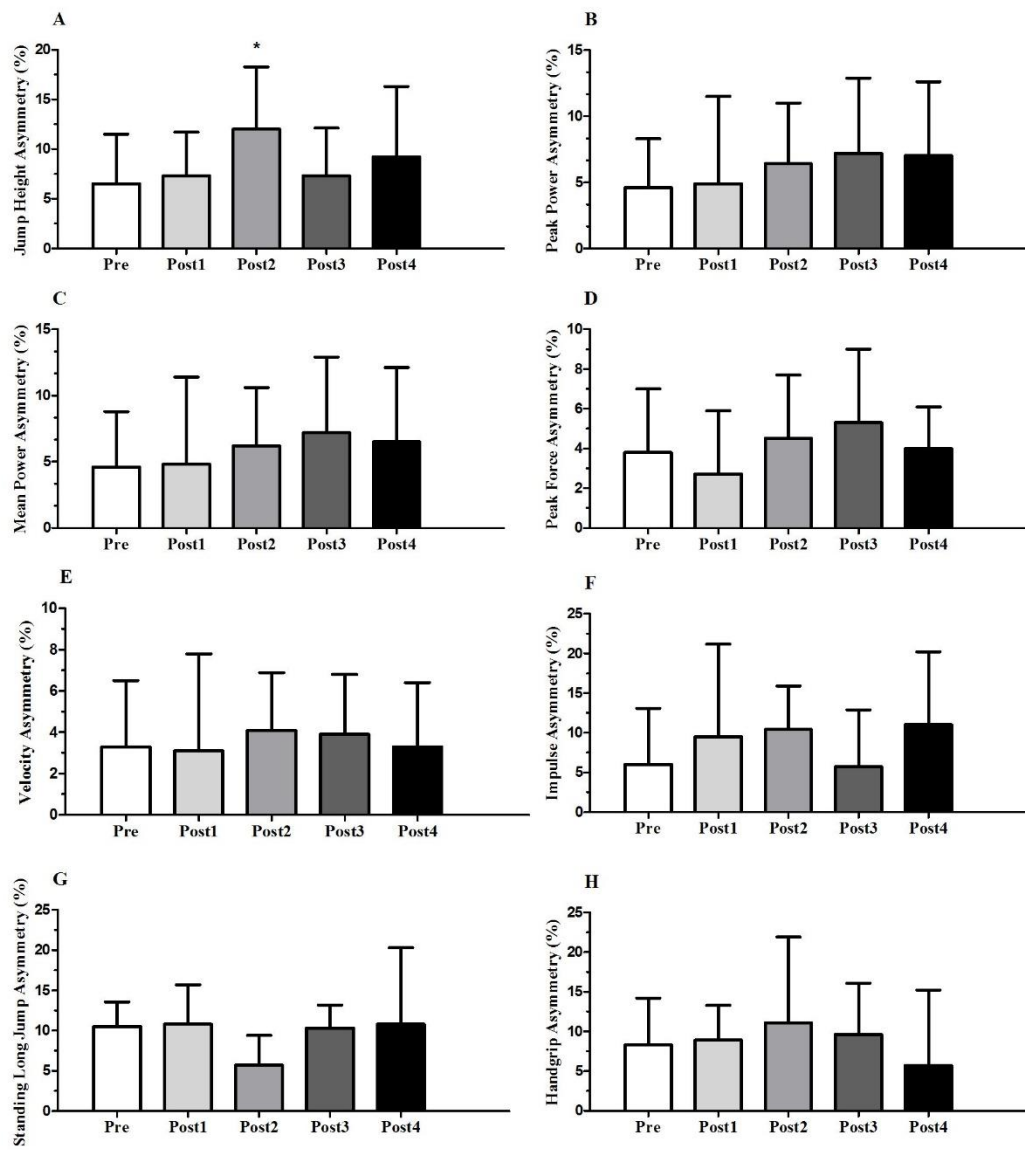 A
Jump Height Asymmetry (%)
20
15
10
5
0
*
Pre Post1 Post2 Post3 Post4
B
Peak Power Asymmetry (%)
15
10
5
0
Pre Post1 Post2 Post3 Post4
C
Mean Power Asymmetry (%)
15
10
5
0
Pre Post1 Post2 Post3 Post4
D
Peak Force Asymmetry (%)
10
8
6
4
2
0
Pre Post1 Post2 Post3 Post4
E
Velocity Asymmetry (%)
10
8
6
4
2
0
Pre Post1 Post2 Post3 Post4
F
Impulse Asymmetry (%)
25
20
15
10
5
0
Pre Post1 Post2 Post3 Post4
G
Standing Long Jump Asymmetry (%)
25
20
15
10
5
0
Pre Post1 Post2 Post3 Post4
H
Handgrip Asymmetry (%)
25
20
15
10
5
0
Pre Post1 Post2 Post3 Post4